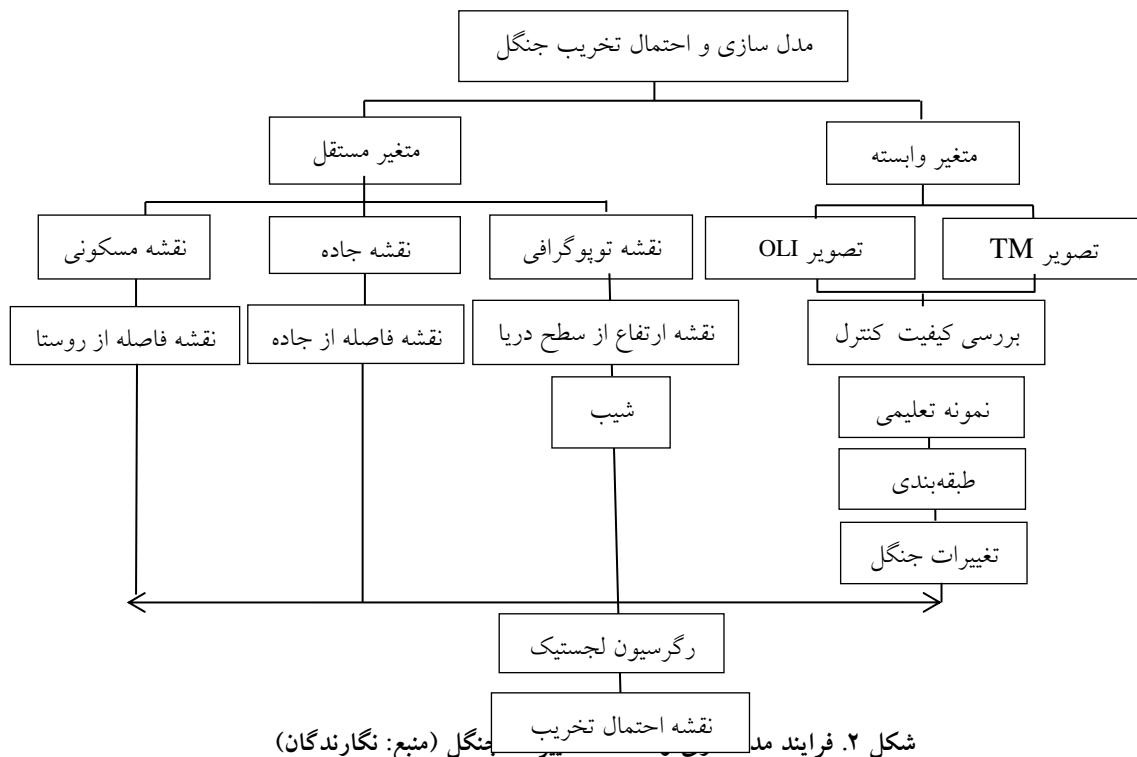 مدل سازی و احتمال تخریب جنگل
متغیر وابسته
متغیر مستقل
تصویر TM
تصویر OLI
نقشه توپوگرافی
نقشه جاده
نقشه مسکونی
بررسی کیفیت کنترل
نقشه ارتفاع از سطح دریا
نقشه فاصله از جاده
نقشه فاصله از روستا
نمونه تعلیمی
شیب
طبقه‌بندی
تغییرات جنگل
رگرسیون لجستیک
نقشه احتمال تخریب
شکل ۲. فرایند جنگل (منبع: نگارندگان)